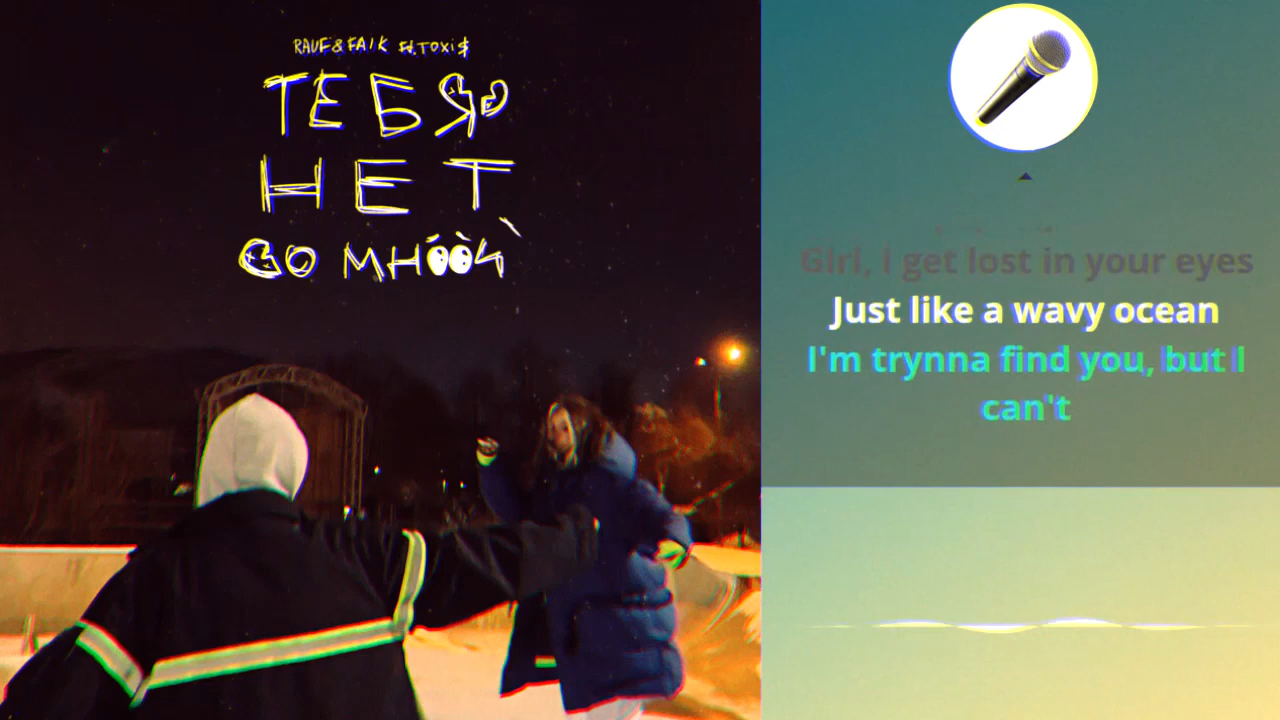 RAUF & FAIK ft. TOXI$
ТЕБЯ
НЕТ
СО МНОЙ
Girl, I get lost in your eyes
Just like a wavy ocean
I'm trynna find you, but I
can't